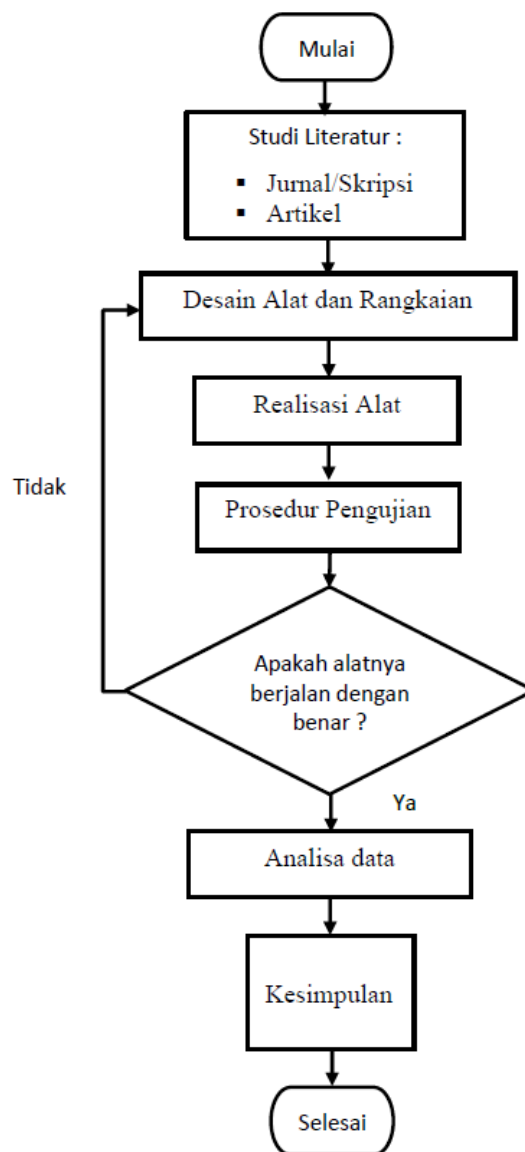 Mulai
Studi Literatur :
▪ Jurnal/Skripsi
▪ Artikel
Desain Alat dan Rangkaian
Realisasi Alat
Tidak
Prosedur Pengujian
Apakah alatnya
berjalan dengan
benar ?
Ya
Analisa data
Kesimpulan
Selesai